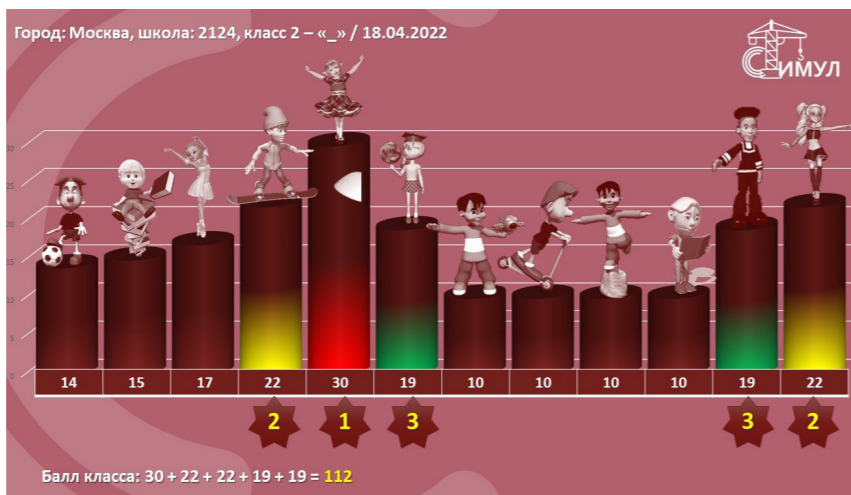 Город: Москва, школа: 2124, класс 2 – «_» / 18.04.2022
СИМУЛ
30
25
20
15
10
5
0
14 15 17 22 30 19 10 10 10 10 19 22
2 1 3 3 2
Балл класса: 30 + 22 + 22 + 19 + 19 = 112